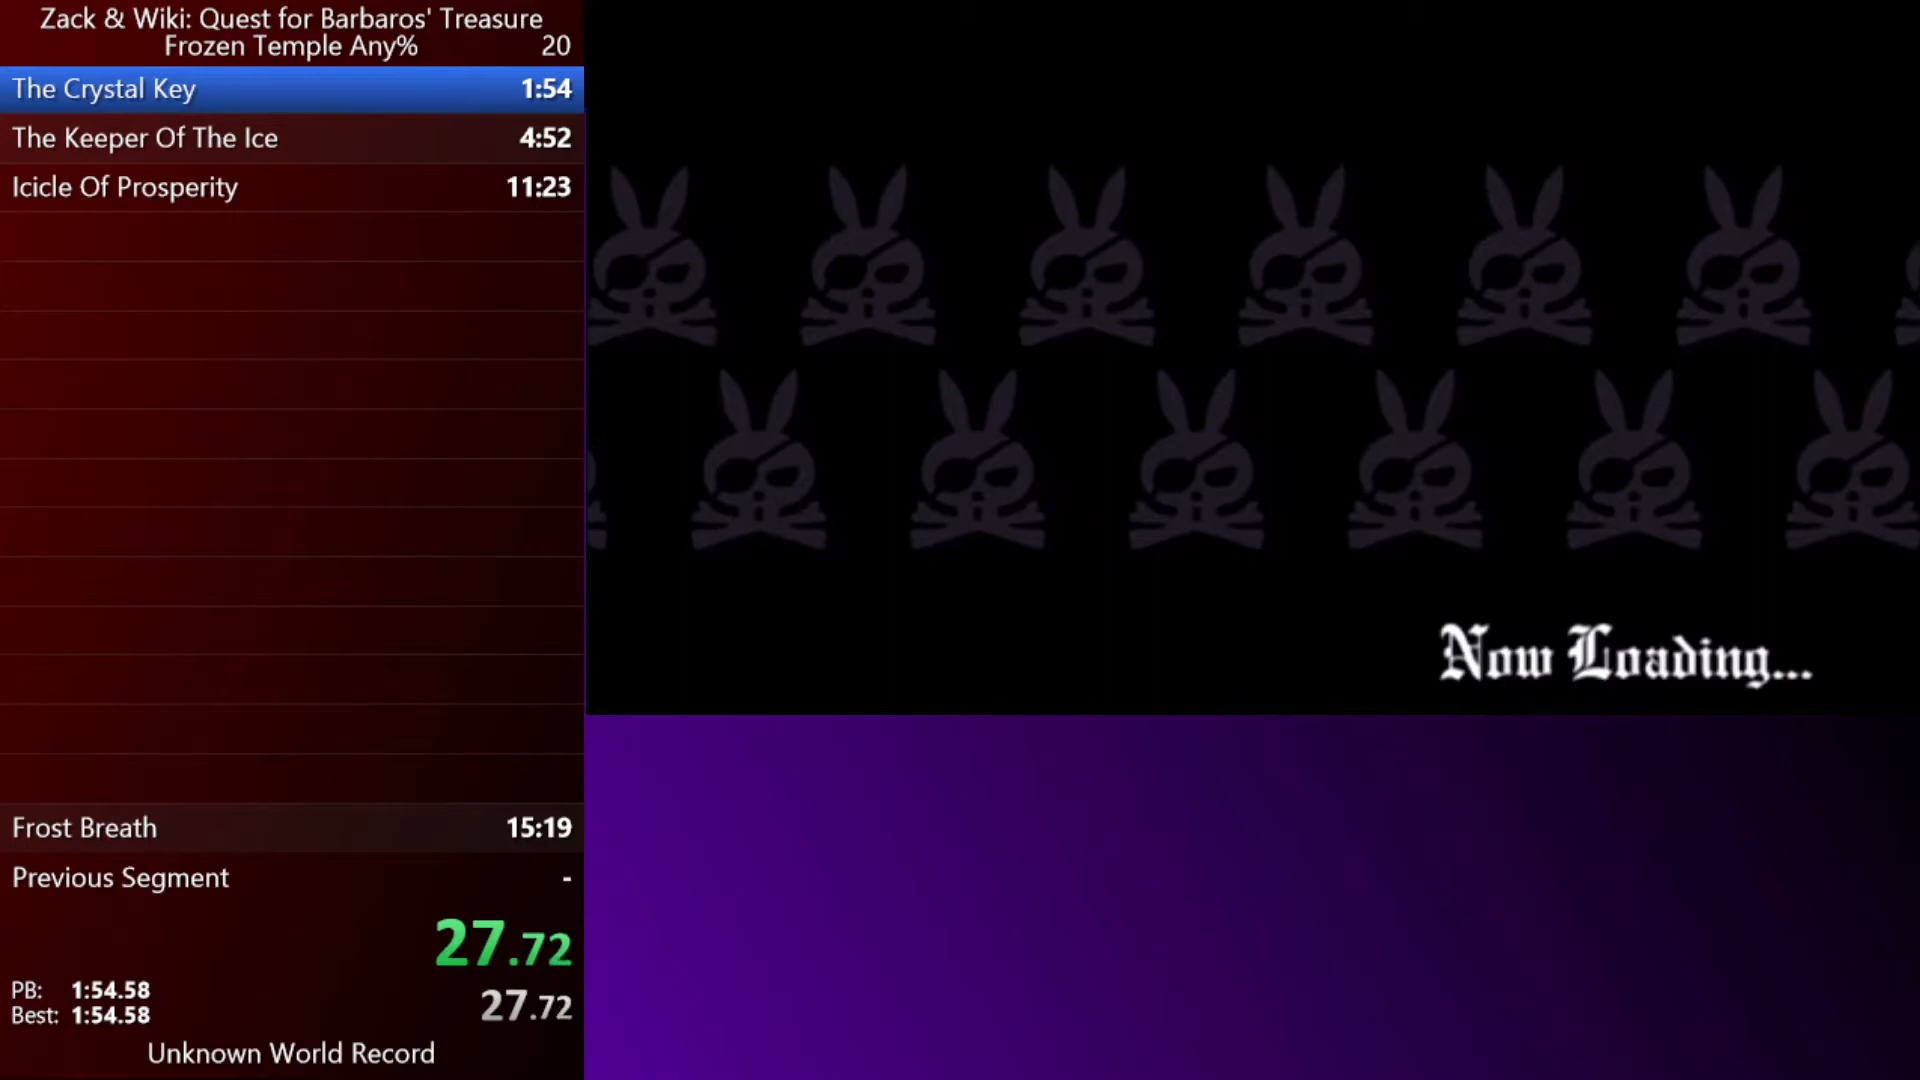 Zack & Wiki: Quest for Barbaros' Treasure
Frozen Temple Any% 20
The Crystal Key 1:54
The Keeper Of The Ice 4:52
Icicle Of Prosperity 11:23
Now Loading...
Frost Breath 15:19
Previous Segment -
27.72
PB: 1:54.58
Best: 1:54.58
27.72
Unknown World Record